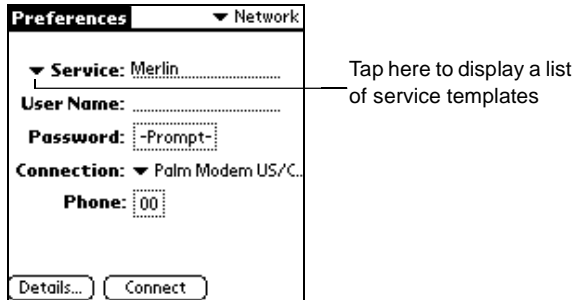 Preferences ▼ Network
▼ Service: Merlin
Tap here to display a list
of service templates
User Name:
Password: -Prompt-
Connection: ▼ Palm Modem US/C..
Phone: 00
Details... Connect